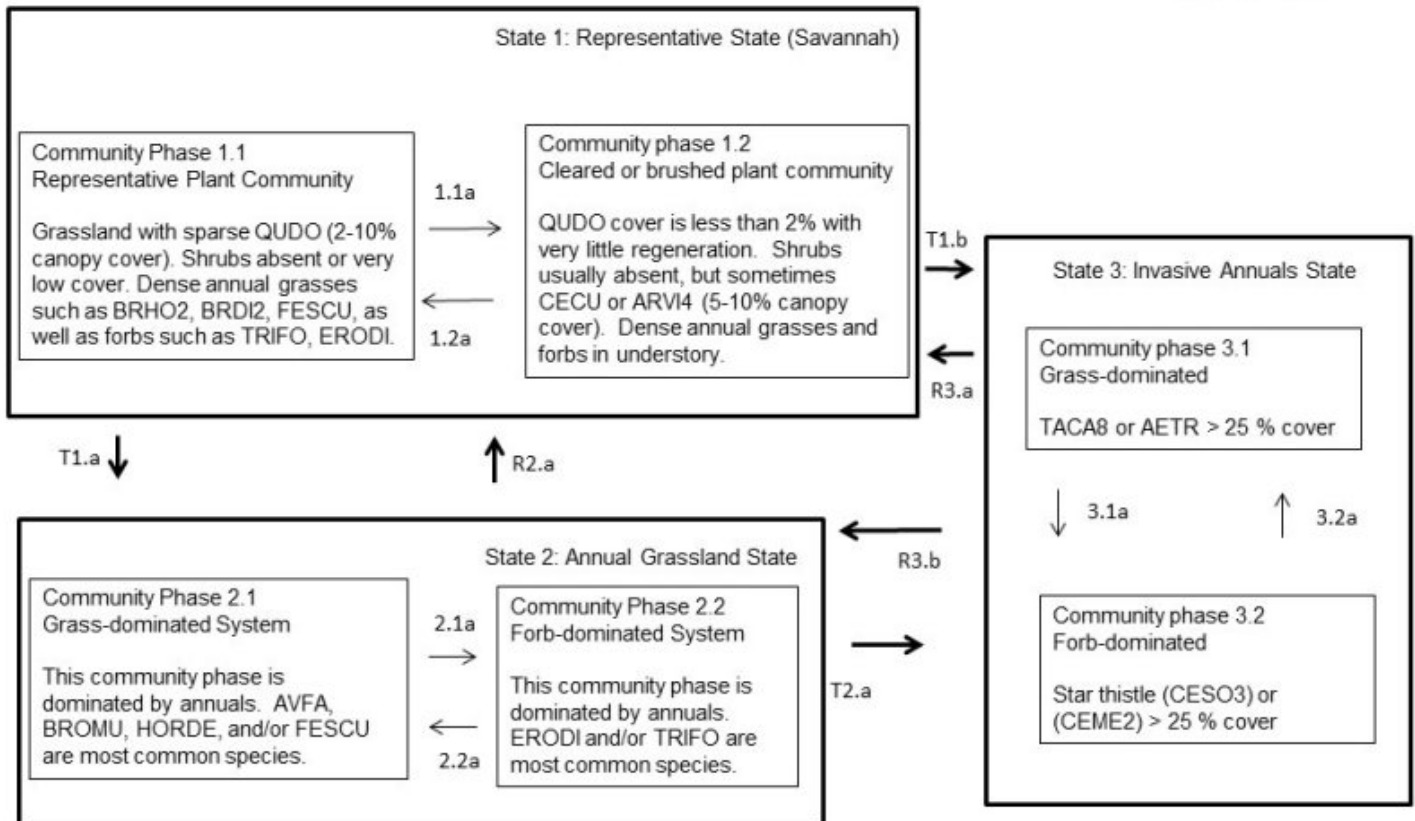 State 1: Representative State (Savannah)
Community Phase 1.1
Representative Plant Community
Grassland with sparse QUDO (2-10%
canopy cover). Shrubs absent or very
low cover. Dense annual grasses
such as BRHO2, BRDI2, FESCU, as
well as forbs such as TRIFO, ERODI.
1.1a
1.2a
Community phase 1.2
Cleared or brushed plant community
QUDO cover is less than 2% with
very little regeneration. Shrubs
usually absent, but sometimes
CECU or ARVI4 (5-10% canopy
cover). Dense annual grasses and
forbs in understory.
T1.b
R3.a
State 3: Invasive Annuals State
Community phase 3.1
Grass-dominated
TACA8 or AETR > 25 % cover
3.1a
3.2a
Community phase 3.2
Forb-dominated
Star thistle (CESO3) or
(CEME2) > 25 % cover
T1.a
R2.a
R3.b
T2.a
State 2: Annual Grassland State
Community Phase 2.1
Grass-dominated System
This community phase is
dominated by annuals. AVFA,
BROMU, HORDE, and/or FESCU
are most common species.
2.1a
2.2a
Community Phase 2.2
Forb-dominated System
This community phase is
dominated by annuals.
ERODI and/or TRIFO are
most common species.